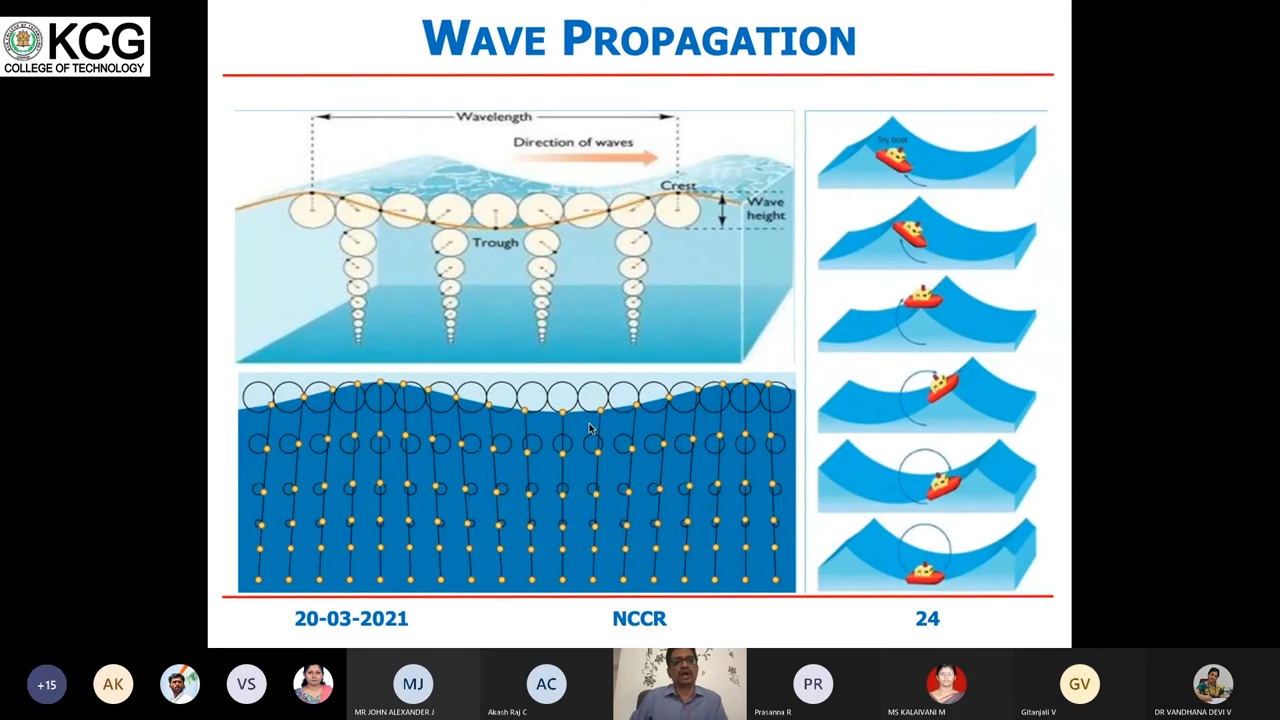 KCG
COLLEGE OF TECHNOLOGY
WAVE PROPAGATION
Wavelength
Direction of waves
Crest
Wave
height
Trough
Toy boat
20-03-2021
NCCR
24
+15
AK
VS
MJ
MR JOHN ALEXANDER J
AC
Akash Raj C
PR
Prasanna R
MS KALAIVANI M
GV
Gitanjali V
DR VANDHANA DEVI V